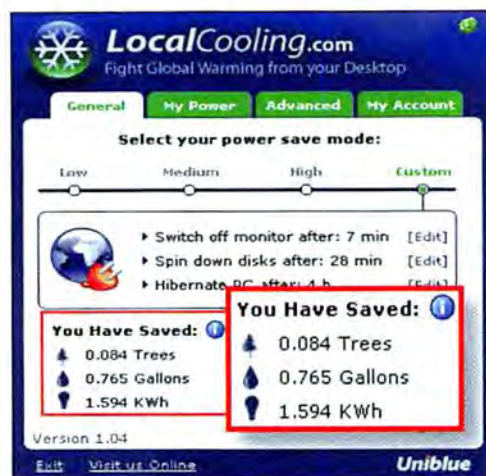 LocalCooling.com
Fight Global Warming from your Desktop
General My Power Advanced My Account
Select your power save mode:
Low Medium High Custom
Switch off monitor after: 7 min [Edit]
Spin down disks after: 28 min [Edit]
Hibernate PC after: 4 h [Edit]
You Have Saved:
0.084 Trees
0.765 Gallons
1.594 KWh
You Have Saved:
0.084 Trees
0.765 Gallons
1.594 KWh
Version 1.04
Exit Visit us Online Uniblue